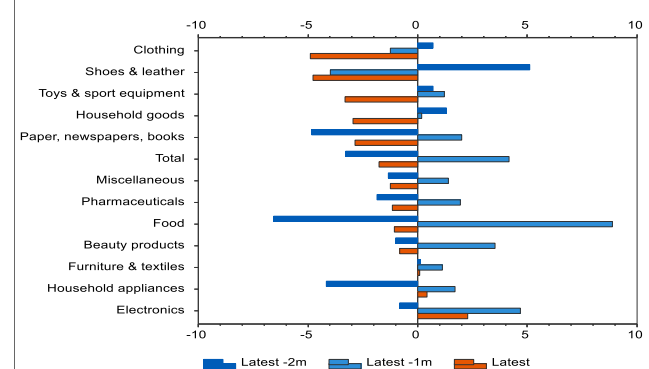 -10 -5 0 5 10
Clothing
Shoes & leather
Toys & sport equipment
Household goods
Paper, newspapers, books
Total
Miscellaneous
Pharmaceuticals
Food
Beauty products
Furniture & textiles
Household appliances
Electronics
-10 -5 0 5 10
Latest -2m Latest -1m Latest